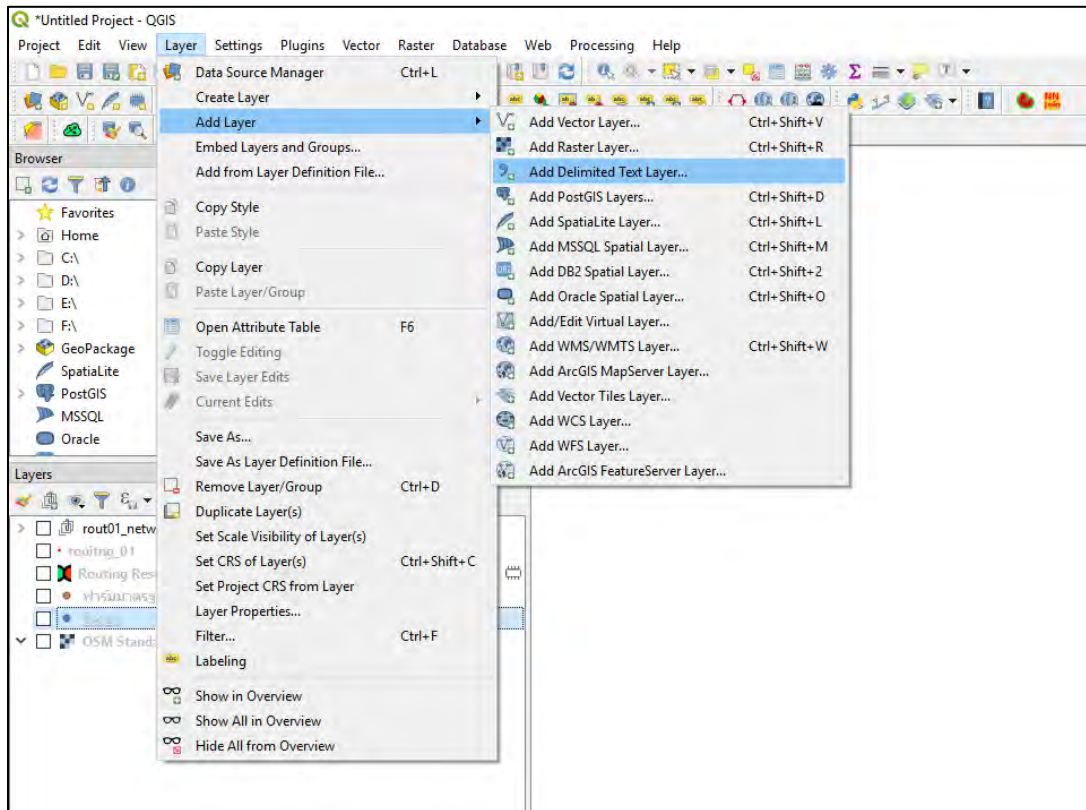 *Untitled Project - QGIS
Project Edit View Layer Settings Plugins Vector Raster Database Web Processing Help
Data Source Manager Ctrl+L
Create Layer
Add Layer
Embed Layers and Groups...
Add from Layer Definition File...
Copy Style
Paste Style
Copy Layer
Paste Layer/Group
Open Attribute Table F6
Toggle Editing
Save Layer Edits
Current Edits
Save As...
Save As Layer Definition File...
Remove Layer/Group Ctrl+D
Duplicate Layer(s)
Set Scale Visibility of Layer(s)
Set CRS of Layer(s) Ctrl+Shift+C
Set Project CRS from Layer
Layer Properties...
Filter... Ctrl+F
Labeling
Show in Overview
Show All in Overview
Hide All from Overview
Add Vector Layer... Ctrl+Shift+V
Add Raster Layer... Ctrl+Shift+R
Add Delimited Text Layer...
Add PostGIS Layers... Ctrl+Shift+D
Add SpatiaLite Layer... Ctrl+Shift+L
Add MSSQL Spatial Layer... Ctrl+Shift+M
Add DB2 Spatial Layer... Ctrl+Shift+2
Add Oracle Spatial Layer... Ctrl+Shift+O
Add/Edit Virtual Layer...
Add WMS/WMTS Layer... Ctrl+Shift+W
Add ArcGIS MapServer Layer...
Add Vector Tiles Layer...
Add WCS Layer...
Add WFS Layer...
Add ArcGIS FeatureServer Layer...
Browser
Favorites
Home
C:\
D:\
E:\
F:\
GeoPackage
SpatiaLite
PostGIS
MSSQL
Oracle
Layers
rout01_netw
routing_01
Routing Res
OSM Stand